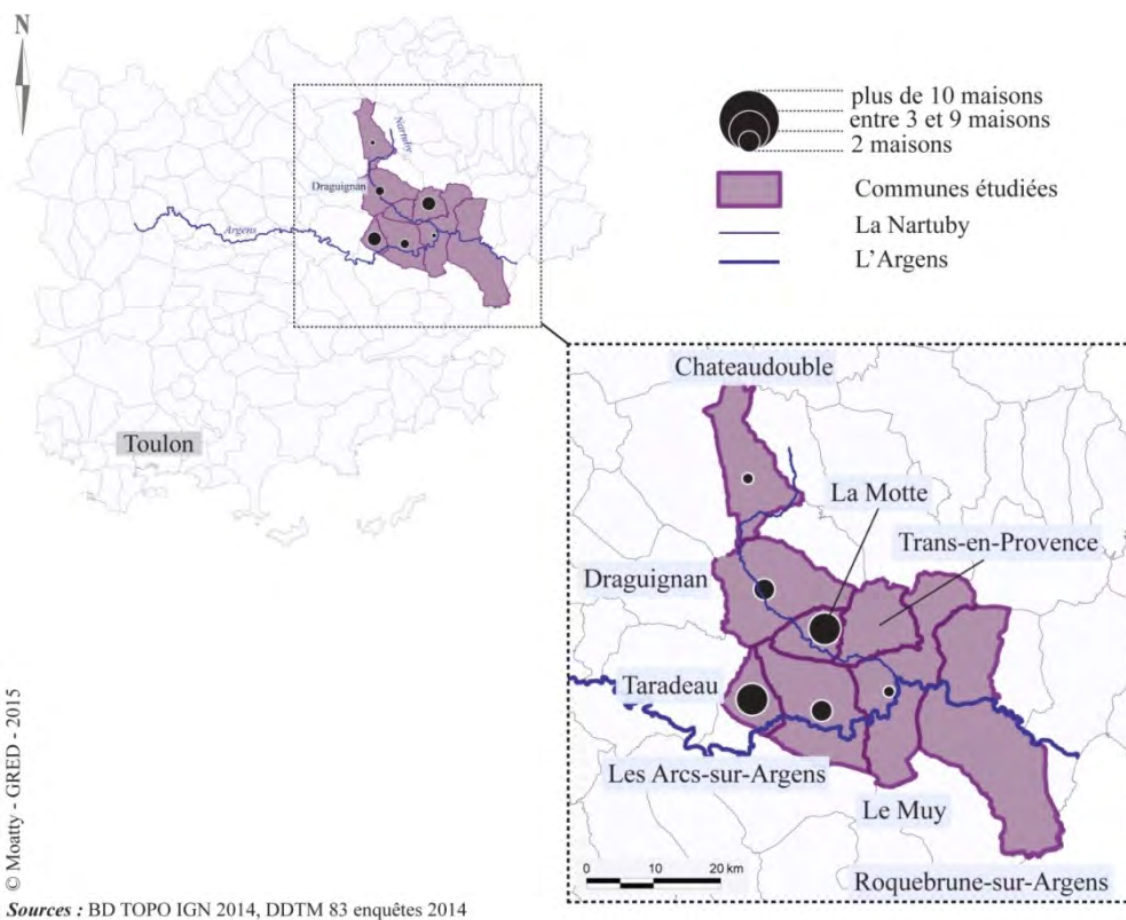 N
Nartuby
Draguignan
Argens
Toulon
plus de 10 maisons
entre 3 et 9 maisons
2 maisons
Communes étudiées
La Nartuby
L'Argens
Chateaudouble
La Motte
Trans-en-Provence
Draguignan
Taradeau
Les Arcs-sur-Argens
Le Muy
Roquebrune-sur-Argens
0 10 20 km
© Moatty - GRED - 2015
Sources : BD TOPO IGN 2014, DDTM 83 enquêtes 2014